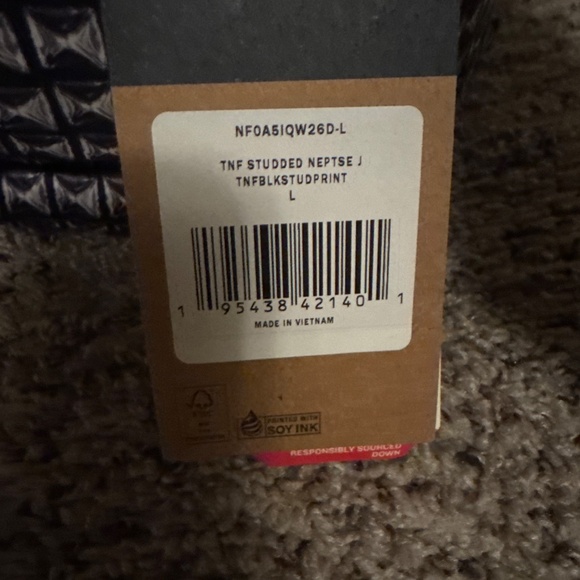 NF0A5IQW26D-L
TNF STUDDED NEPTSE J
TNFBLKSTUDPRINT
L
1 95438 42140 1
MADE IN VIETNAM
FSC
PRINTED WITH
SOY INK
RESPONSIBLY SOURCED
DOWN